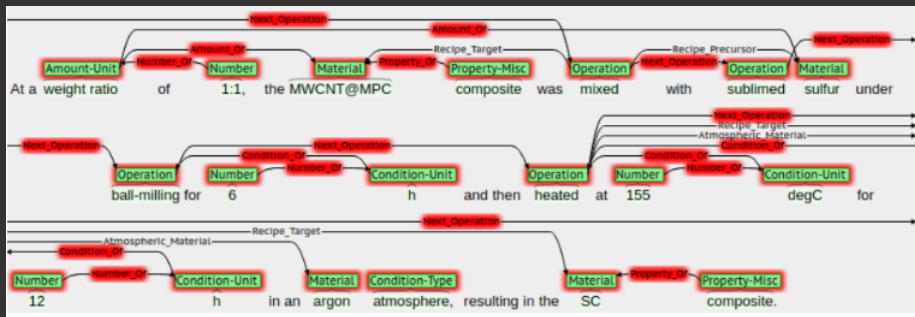 Next_Operation
Amount_Of
Next_Operation
Amount_Of Recipe_Target Recipe_Precursor
Number_Of Property_Of Next_Operation
Amount-Unit Number Material Property-Misc Operation Operation Material
At a weight ratio of 1:1, the MWCNT@MPC composite was mixed with sublimed sulfur under
Next_Operation
Recipe_Target
Atmospheric_Material
Next_Operation Next_Operation Condition_Of
Condition_Of Condition_Of
Number_Of Number_Of
Operation Number Condition-Unit Operation Number Condition-Unit
ball-milling for 6 h and then heated at 155 degC for
Next_Operation
Recipe_Target
Atmospheric_Material
Condition_Of
Number_Of Property_Of
Number Condition-Unit Material Condition-Type Material Property-Misc
12 h in an argon atmosphere, resulting in the SC composite.